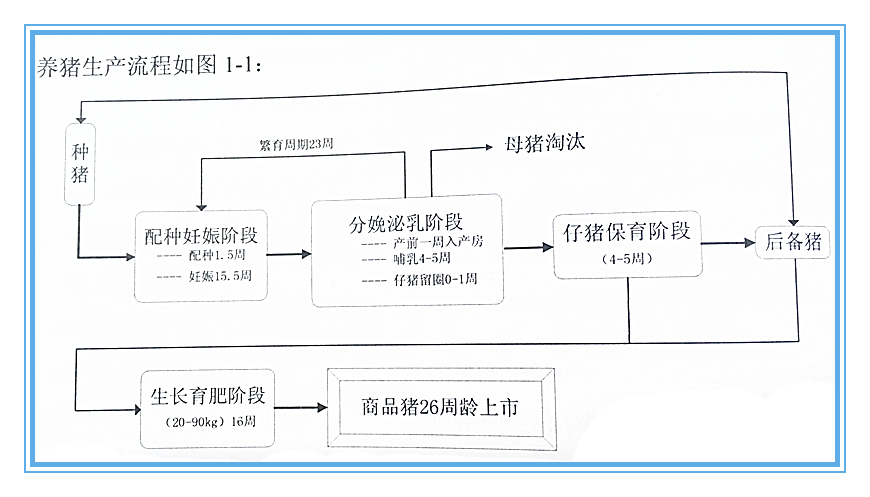 养猪生产流程如图 1-1：
种
猪
繁育周期23周
母猪淘汰
配种妊娠阶段
---- 配种1.5周
---- 妊娠15.5周
分娩泌乳阶段
---- 产前一周入产房
---- 哺乳4-5周
---- 仔猪留圈0-1周
仔猪保育阶段
（4-5周）
后备猪
生长育肥阶段
（20-90kg）16周
商品猪26周龄上市